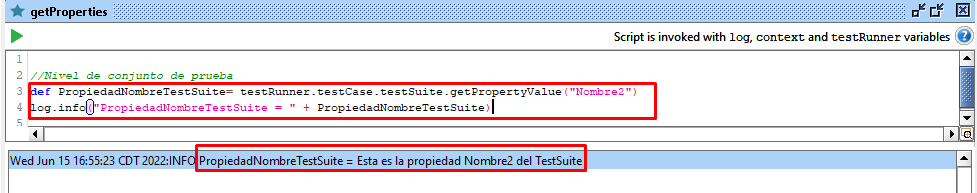 getProperties
Script is invoked with log, context and testRunner variables
1
2 //Nivel de conjunto de prueba
3 def PropiedadNombreTestSuite= testRunner.testCase.testSuite.getPropertyValue("Nombre2")
4 log.info("PropiedadNombreTestSuite = " + PropiedadNombreTestSuite)
5
Wed Jun 15 16:55:23 CDT 2022:INFO:PropiedadNombreTestSuite = Esta es la propiedad Nombre2 del TestSuite